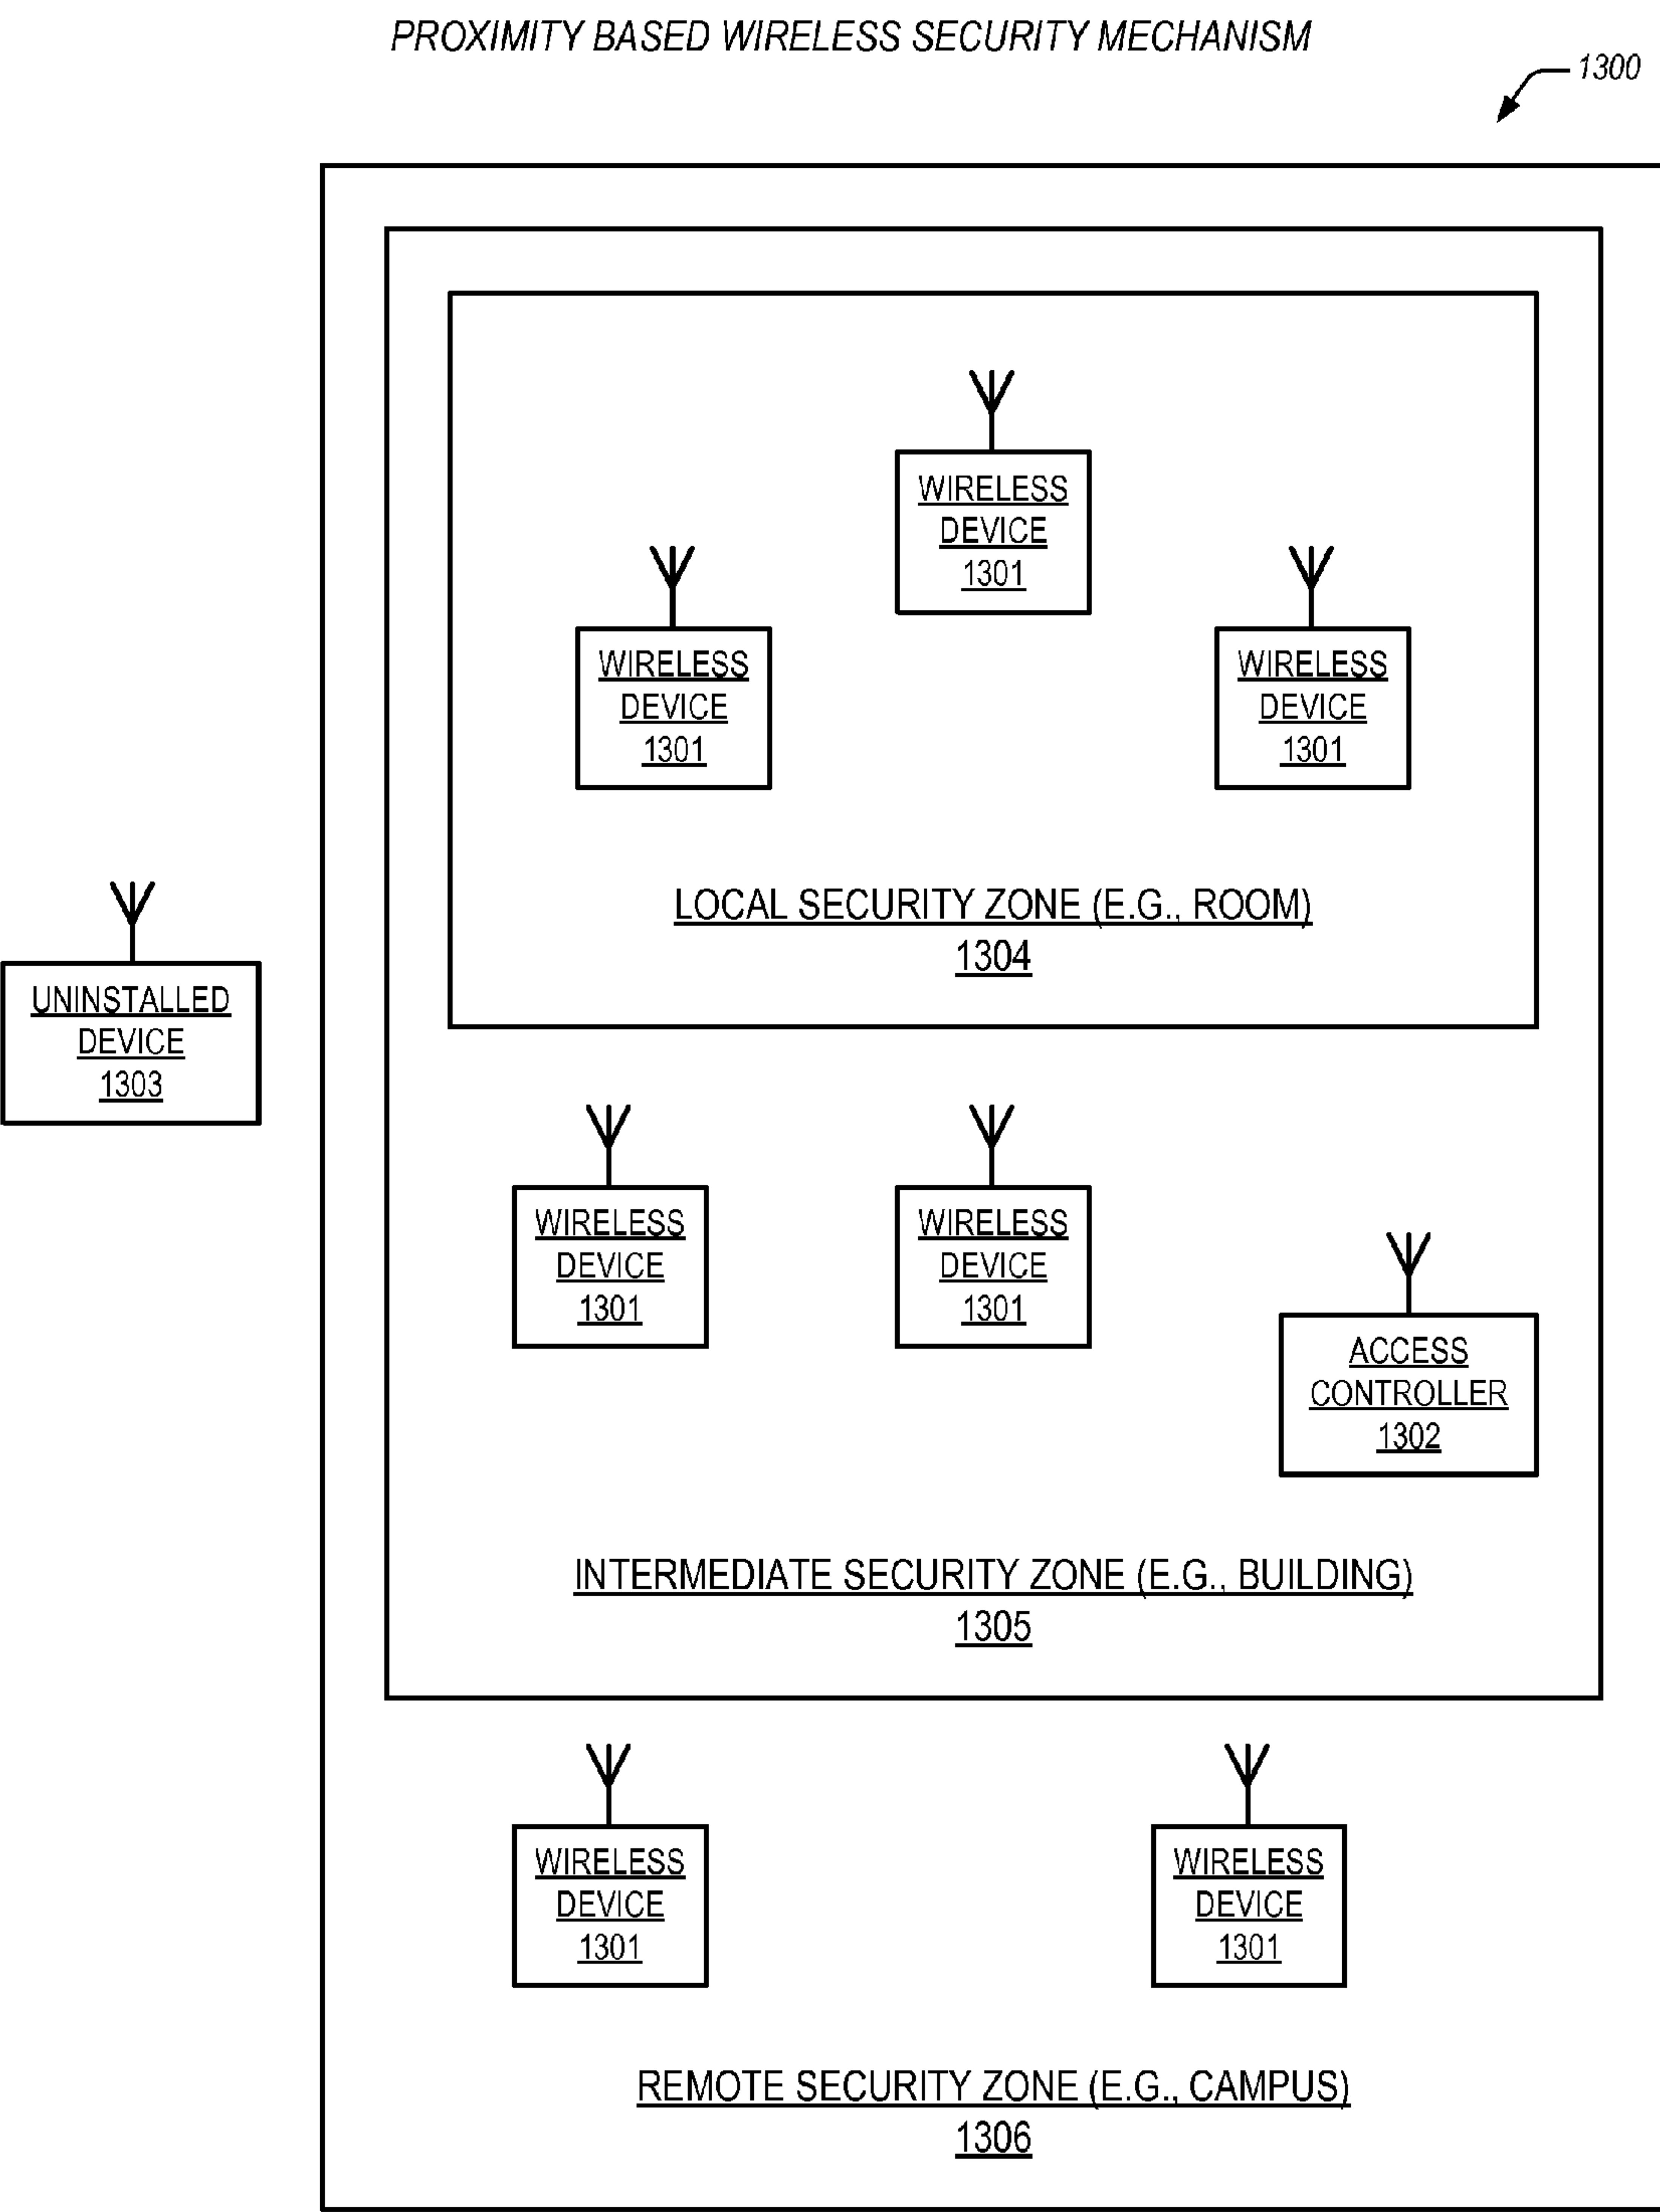 PROXIMITY BASED WIRELESS SECURITY MECHANISM
1300
WIRELESS
DEVICE
1301
WIRELESS
DEVICE
1301
WIRELESS
DEVICE
1301
LOCAL SECURITY ZONE (E.G., ROOM)
1304
UNINSTALLED
DEVICE
1303
WIRELESS
DEVICE
1301
WIRELESS
DEVICE
1301
ACCESS
CONTROLLER
1302
INTERMEDIATE SECURITY ZONE (E.G., BUILDING)
1305
WIRELESS
DEVICE
1301
WIRELESS
DEVICE
1301
REMOTE SECURITY ZONE (E.G., CAMPUS)
1306